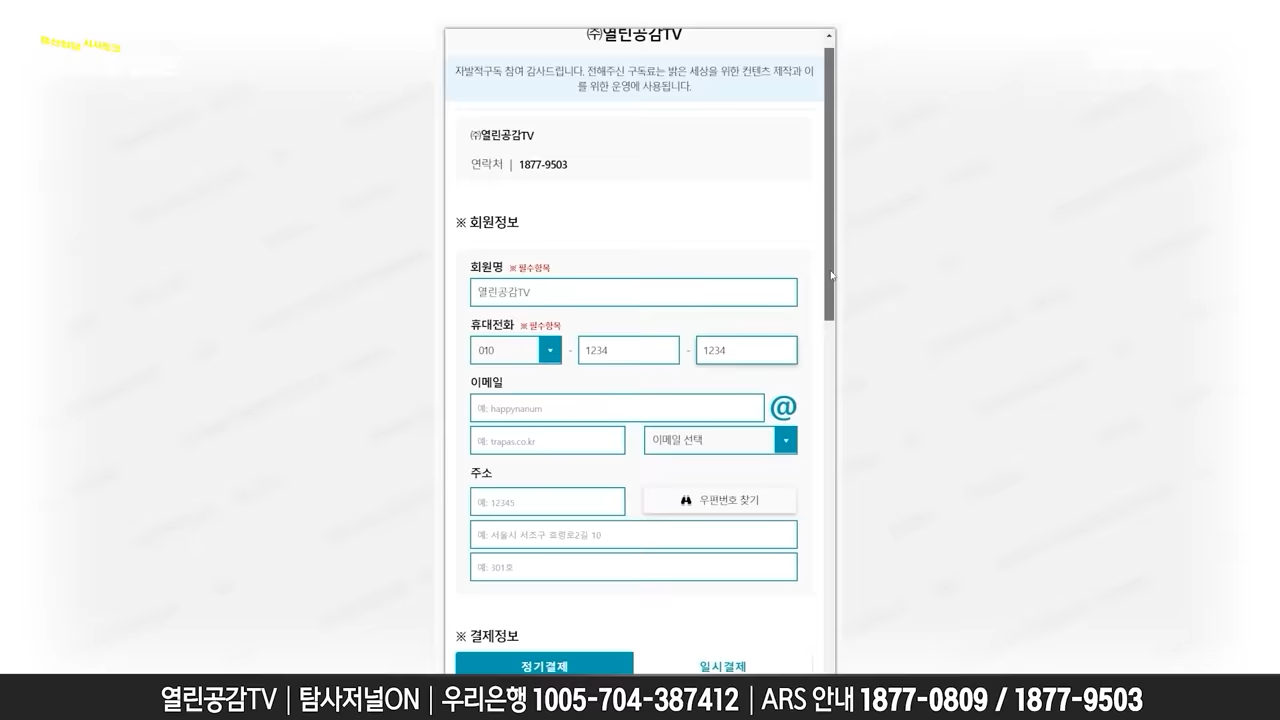 ㈜열린공감TV
자발적구독 참여 감사드립니다. 전해주신 구독료는 밝은 세상을 위한 컨텐츠 제작과 이
를 위한 운영에 사용됩니다.
㈜열린공감TV
연락처 | 1877-9503
※ 회원정보
회원명 ※ 필수항목
열린공감TV
휴대전화 ※ 필수항목
010 - 1234 - 1234
이메일
예: happynanum @
예: trapas.co.kr 이메일 선택
주소
예: 12345 우편번호 찾기
예: 서울시 서초구 효령로2길 10
예: 301호
※ 결제정보
정기결제 일시결제
열린공감TV | 탐사저널ON | 우리은행 1005-704-387412 | ARS 안내 1877-0809 / 1877-9503